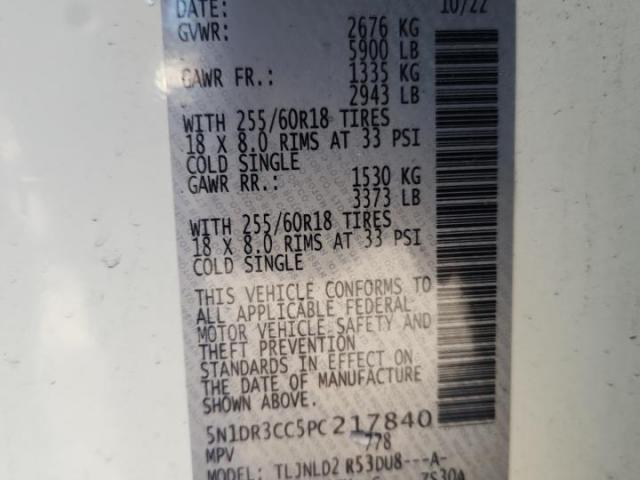 DATE: 10/22
GVWR: 2676 KG
5900 LB
GAWR FR.: 1335 KG
2943 LB
WITH 255/60R18 TIRES
18 X 8.0 RIMS AT 33 PSI
COLD SINGLE
GAWR RR.: 1530 KG
3373 LB
WITH 255/60R18 TIRES
18 X 8.0 RIMS AT 33 PSI
COLD SINGLE
THIS VEHICLE CONFORMS TO
ALL APPLICABLE FEDERAL
MOTOR VEHICLE SAFETY AND
THEFT PREVENTION
STANDARDS IN EFFECT ON
THE DATE OF MANUFACTURE
5N1DR3CC5PC217840
MPV 778
MODEL: TLJNLD2 R53DU8---A-